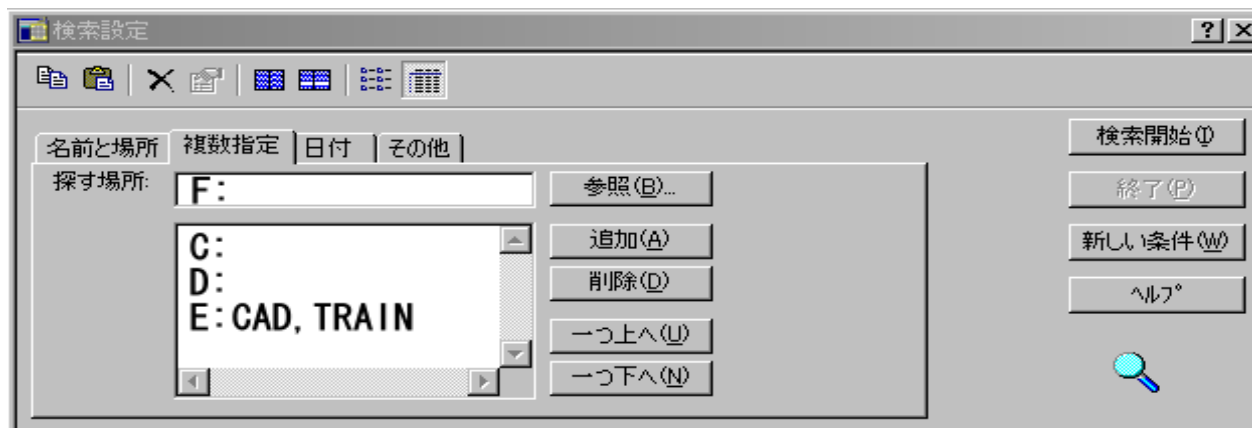 検索設定
名前と場所 複数指定 日付 その他
検索開始(I)
探す場所: F: 参照(B)...
終了(P)
C:
D:
E:CAD,TRAIN
追加(A)
新しい条件(W)
削除(D)
ﾍﾙﾌﾟ
一つ上へ(U)
一つ下へ(N)